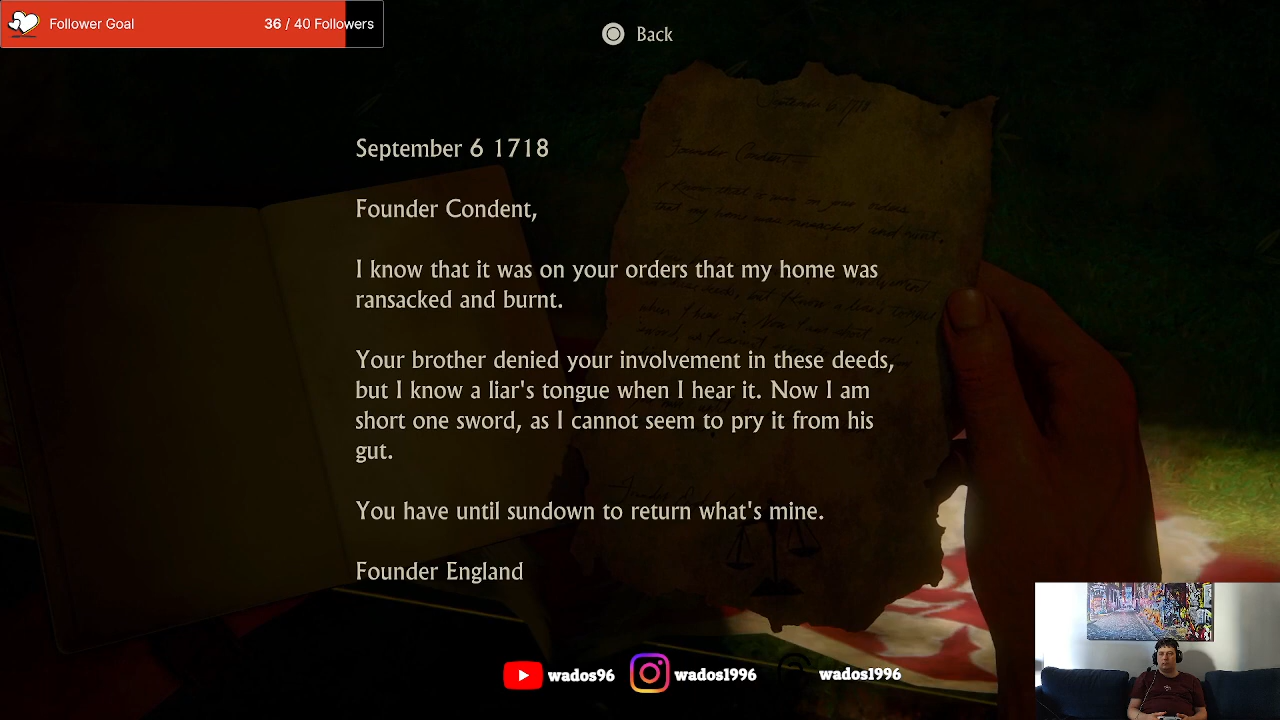 Follower Goal 36 / 40 Followers
Back
September 6 1718
Founder Condent,
I know that it was on your orders that my home was
ransacked and burnt.
Your brother denied your involvement in these deeds,
but I know a liar's tongue when I hear it. Now I am
short one sword, as I cannot seem to pry it from his
gut.
You have until sundown to return what's mine.
Founder England
wados96 wados1996 wados1996